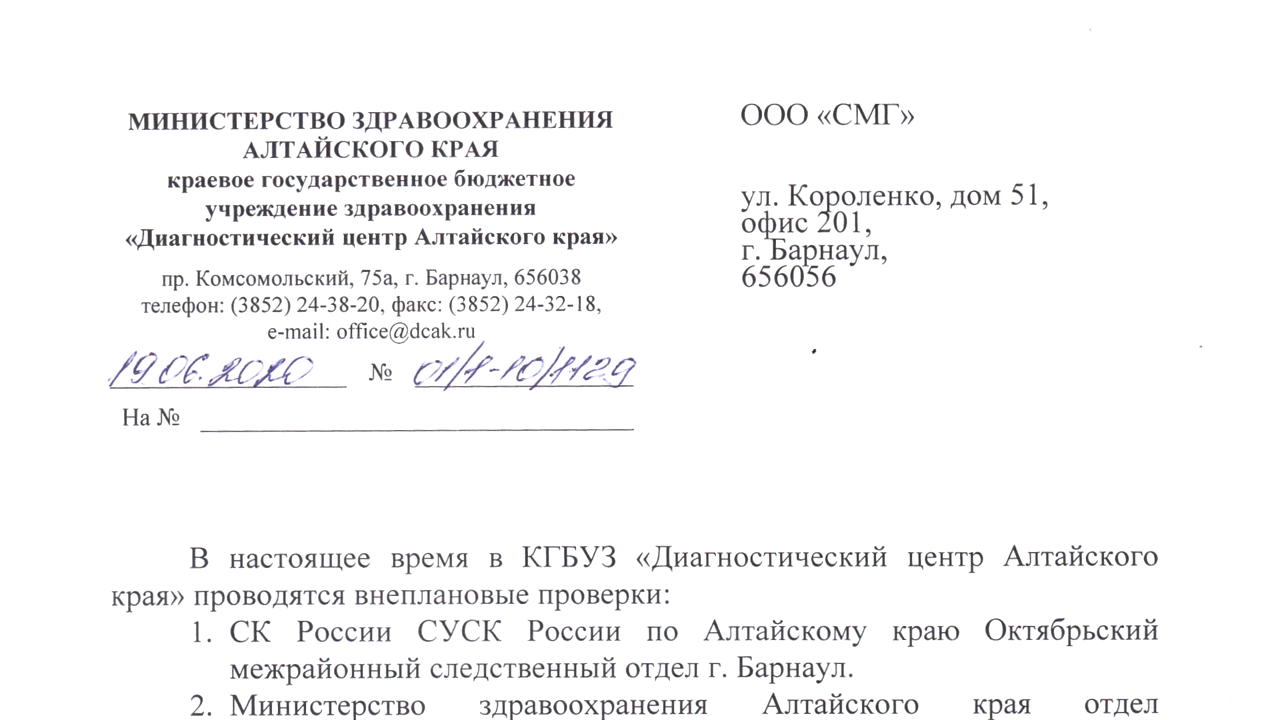 МИНИСТЕРСТВО ЗДРАВООХРАНЕНИЯ
АЛТАЙСКОГО КРАЯ
краевое государственное бюджетное
учреждение здравоохранения
«Диагностический центр Алтайского края»
пр. Комсомольский, 75а, г. Барнаул, 656038
телефон: (3852) 24-38-20, факс: (3852) 24-32-18,
e-mail: office@dcak.ru
19.06.2020 № 01/1-10/1129
На №
ООО «СМГ»
ул. Короленко, дом 51,
офис 201,
г. Барнаул,
656056
В настоящее время в КГБУЗ «Диагностический центр Алтайского
края» проводятся внеплановые проверки:
1. СК России СУСК России по Алтайскому краю Октябрьский
межрайонный следственный отдел г. Барнаул.
2. Министерство здравоохранения Алтайского края отдел